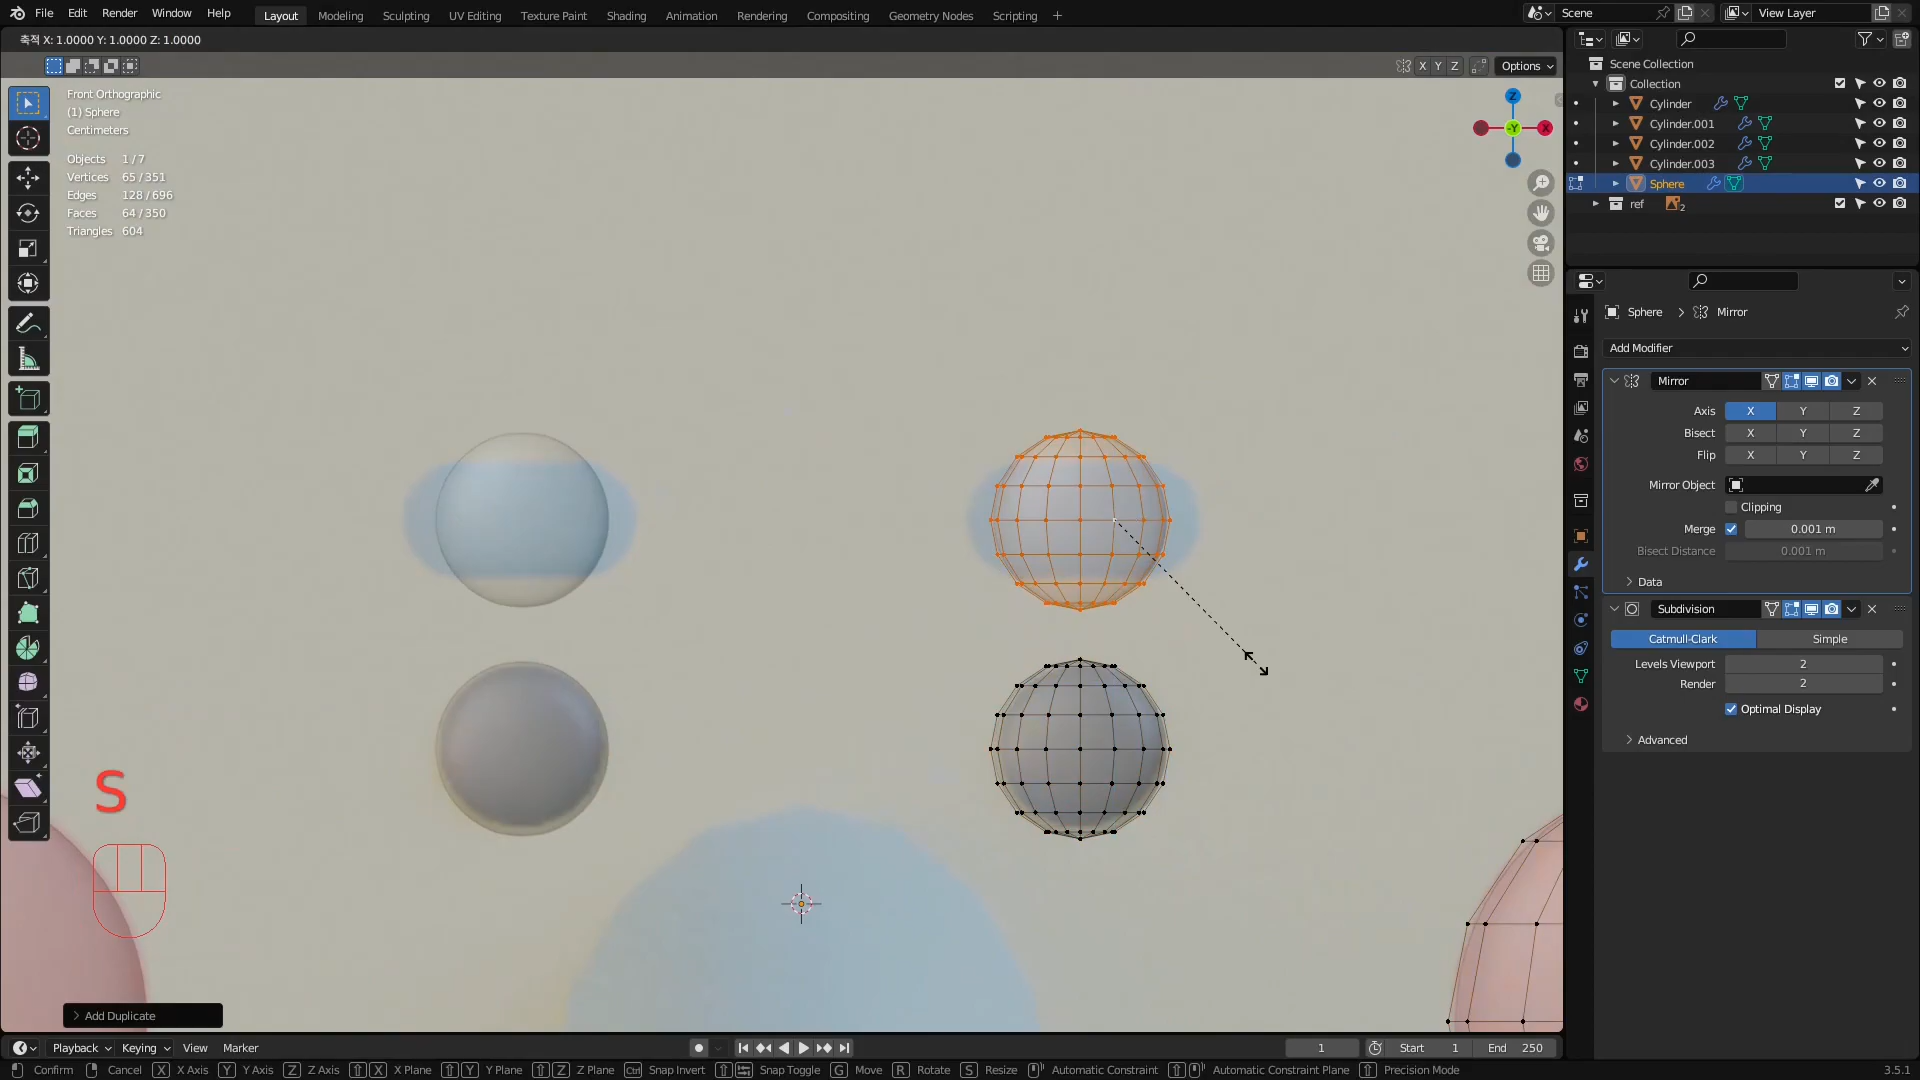 File Edit Render Window Help Layout Modeling Sculpting UV Editing Texture Paint Shading Animation Rendering Compositing Geometry Nodes Scripting + Scene View Layer
축적 X: 1.0000 Y: 1.0000 Z: 1.0000
X Y Z Options
Front Orthographic
(1) Sphere
Centimeters
Objects 1 / 7
Vertices 65 / 351
Edges 128 / 696
Faces 64 / 350
Triangles 604
Z
-Y X
S
Add Duplicate
Scene Collection
Collection
Cylinder
Cylinder.001
Cylinder.002
Cylinder.003
Sphere
ref 2
Sphere > Mirror
Add Modifier
Mirror
Axis X Y Z
Bisect X Y Z
Flip X Y Z
Mirror Object
Clipping
Merge 0.001 m
Bisect Distance 0.001 m
Data
Subdivision
Catmull-Clark Simple
Levels Viewport 2
Render 2
Optimal Display
Advanced
Playback Keying View Marker 1 Start 1 End 250
Confirm Cancel X X Axis Y Y Axis Z Z Axis X X Plane Y Y Plane Z Z Plane Ctrl Snap Invert Snap Toggle G Move R Rotate S Resize Automatic Constraint Automatic Constraint Plane Precision Mode 3.5.1